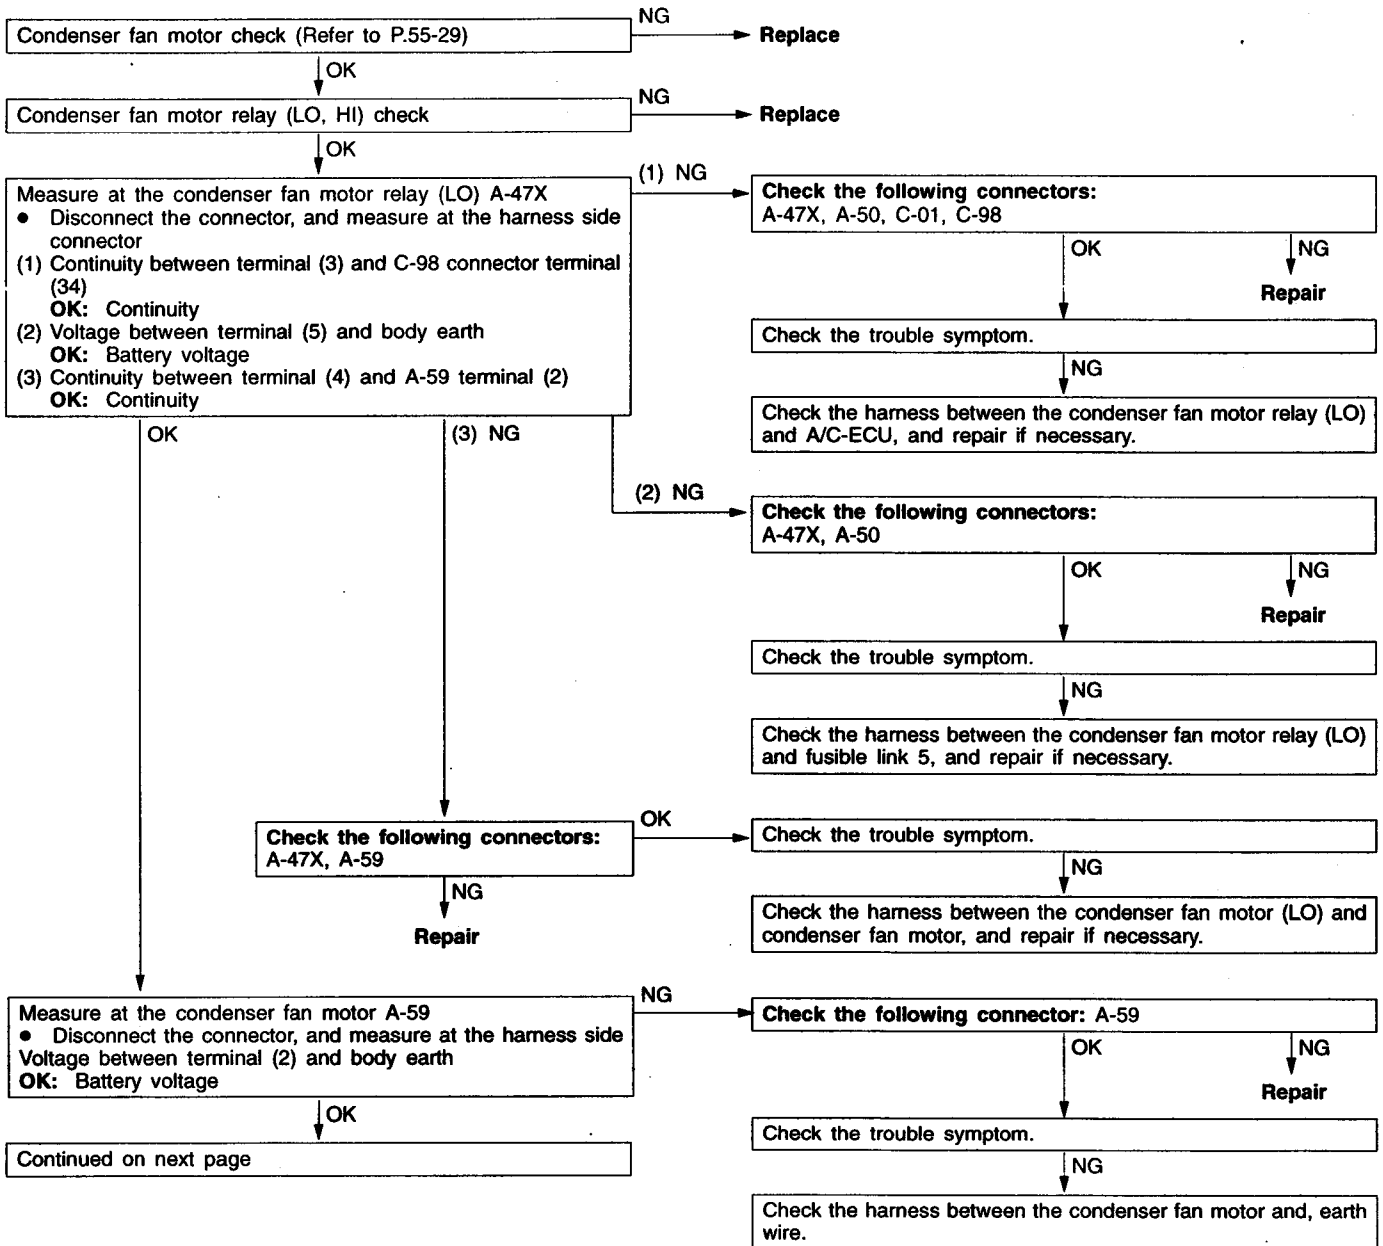 NG
Condenser fan motor check (Refer to P.55-29)
Replace
OK
NG
Condenser fan motor relay (LO, HI) check
Replace
OK
Measure at the condenser fan motor relay (LO) A-47X
● Disconnect the connector, and measure at the harness side
connector
(1) Continuity between terminal (3) and C-98 connector terminal
(34)
OK: Continuity
(2) Voltage between terminal (5) and body earth
OK: Battery voltage
(3) Continuity between terminal (4) and A-59 terminal (2)
OK: Continuity
(1) NG
Check the following connectors:
A-47X, A-50, C-01, C-98
OK
NG
Repair
Check the trouble symptom.
NG
Check the harness between the condenser fan motor relay (LO)
and A/C-ECU, and repair if necessary.
OK
(3) NG
(2) NG
Check the following connectors:
A-47X, A-50
OK
NG
Repair
Check the trouble symptom.
NG
Check the harness between the condenser fan motor relay (LO)
and fusible link 5, and repair if necessary.
Check the following connectors:
A-47X, A-59
OK
Check the trouble symptom.
NG
NG
Repair
Check the harness between the condenser fan motor (LO) and
condenser fan motor, and repair if necessary.
Measure at the condenser fan motor A-59
● Disconnect the connector, and measure at the harness side
Voltage between terminal (2) and body earth
OK: Battery voltage
NG
Check the following connector: A-59
OK
NG
Repair
OK
Check the trouble symptom.
Continued on next page
NG
Check the harness between the condenser fan motor and, earth
wire.